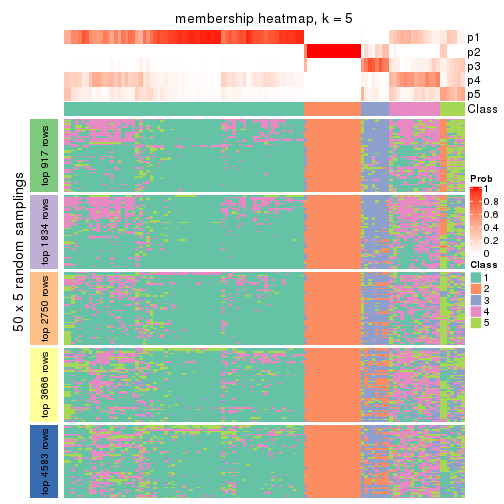 membership heatmap, k = 5
p1
p2
p3
p4
p5
Class
50 x 5 random samplings
top 917 rows
top 1834 rows
top 2750 rows
top 3666 rows
top 4583 rows
Prob
1
0.8
0.6
0.4
0.2
0
Class
1
2
3
4
5